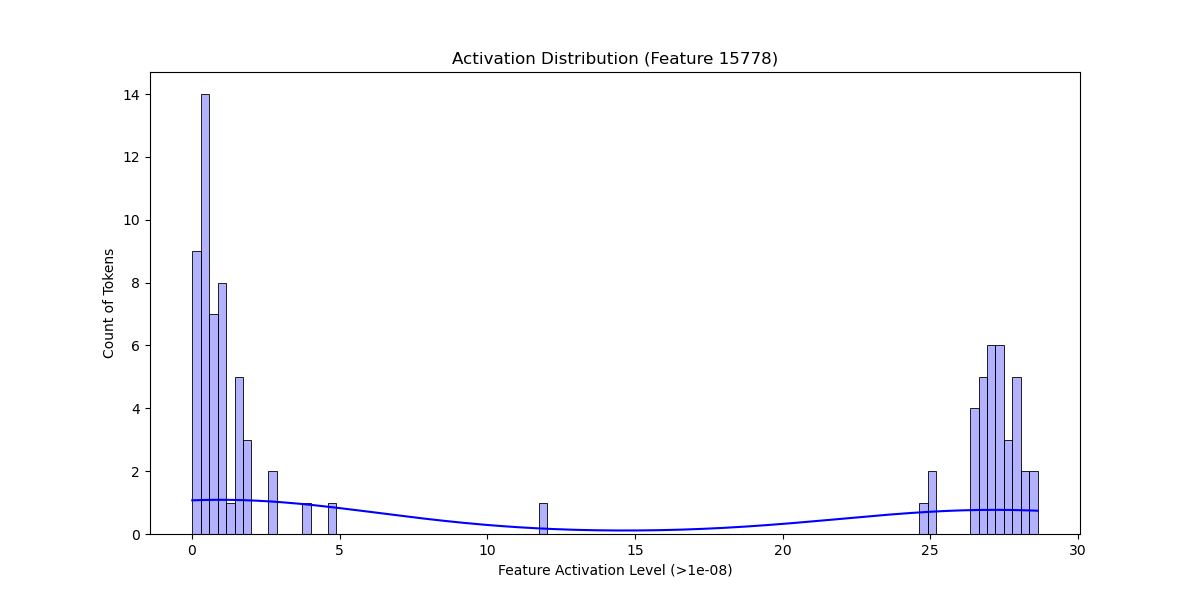 Activation Distribution (Feature 15778)
Count of Tokens
14
12
10
8
6
4
2
0
0 5 10 15 20 25 30
Feature Activation Level (>1e-08)